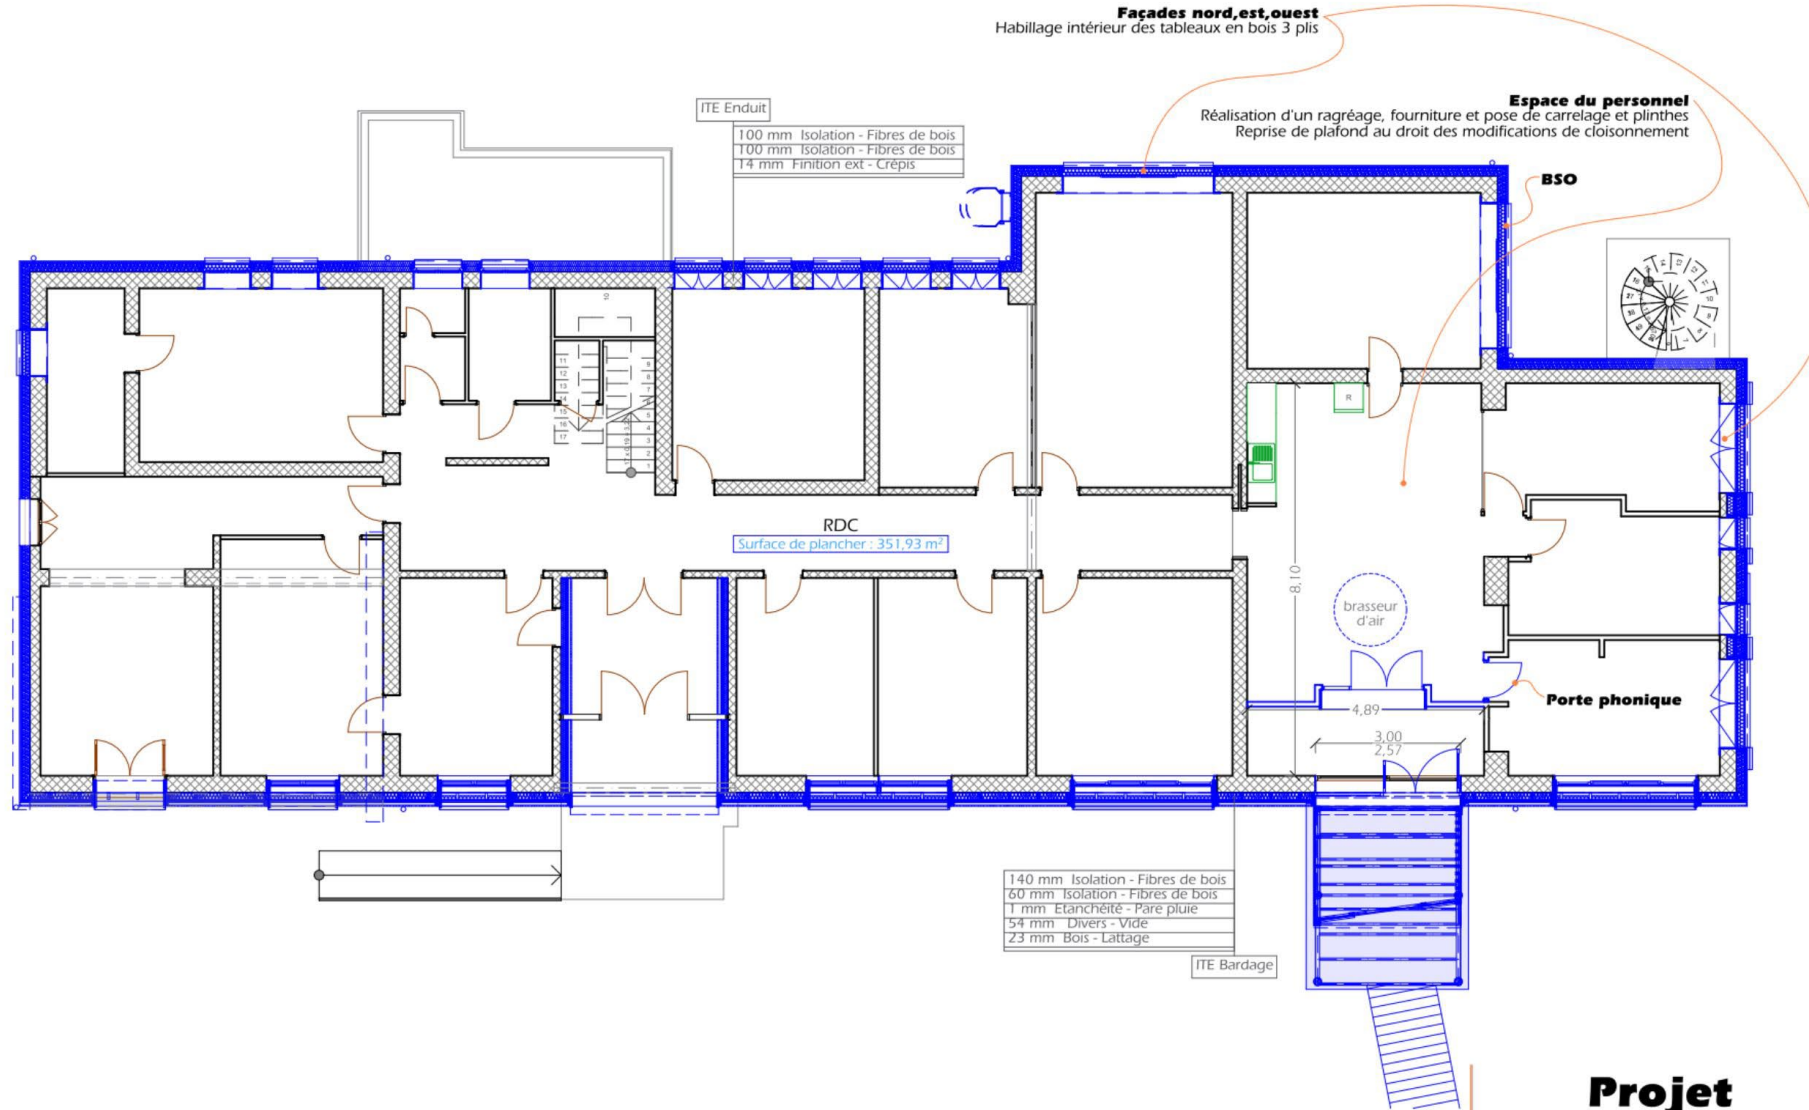 Façades nord,est,ouest
Habillage intérieur des tableaux en bois 3 plis
Espace du personnel
Réalisation d'un ragréage, fourniture et pose de carrelage et plinthes
Reprise de plafond au droit des modifications de cloisonnement
ITE Enduit
100 mm Isolation - Fibres de bois
100 mm Isolation - Fibres de bois
14 mm Finition ext - Crépis
BSO
R
RDC
Surface de plancher : 351,93 m²
8,10
brasseur
d'air
Porte phonique
4,89
3,00
2,57
140 mm Isolation - Fibres de bois
60 mm Isolation - Fibres de bois
1 mm Etanchéité - Pare pluie
54 mm Divers - Vide
23 mm Bois - Lattage
ITE Bardage
Projet